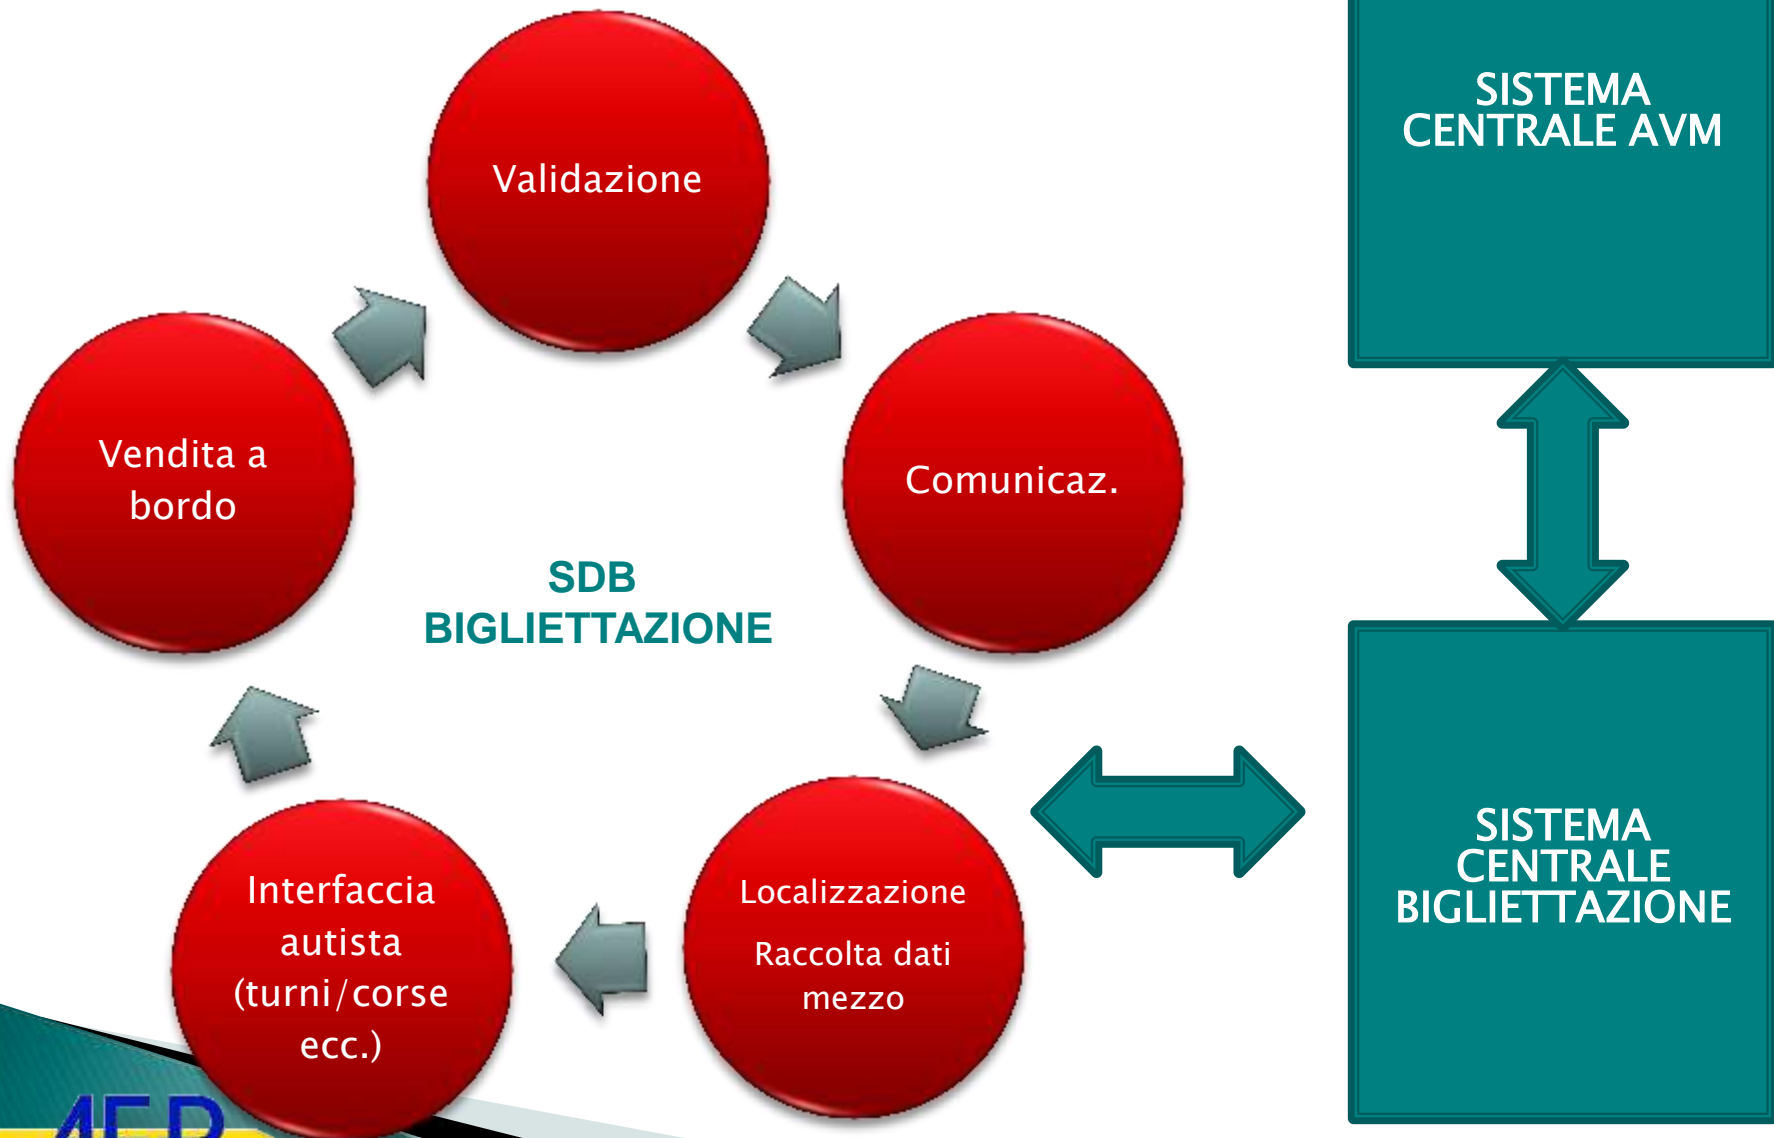 Validazione
SISTEMA
CENTRALE AVM
Vendita a
bordo
Comunicaz.
SDB
BIGLIETTAZIONE
Interfaccia
autista
(turni/corse
ecc.)
Localizzazione
Raccolta dati
mezzo
SISTEMA
CENTRALE
BIGLIETTAZIONE